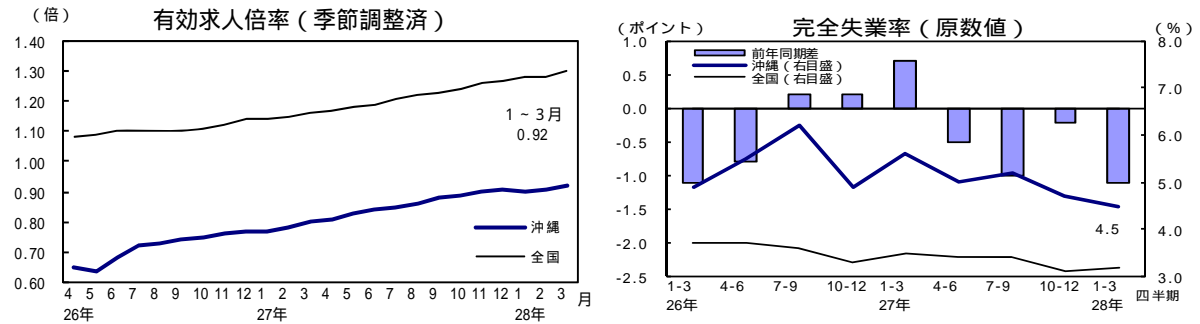 有効求人倍率（季節調整済）
（倍）
1.40
1.30
1.20
1.10
1.00
0.90
0.80
0.70
0.60
1～3月
0.92
沖縄
全国
4 5 6 7 8 9 10 11 12 1 2 3 4 5 6 7 8 9 10 11 12 1 2 3 月
26年 27年 28年
完全失業率（原数値）
（ポイント）
（％）
1.0
0.5
0.0
-0.5
-1.0
-1.5
-2.0
-2.5
8.0
7.0
6.0
5.0
4.0
3.0
前年同期差
沖縄（右目盛）
全国（右目盛）
4.5
1-3 4-6 7-9 10-12 1-3 4-6 7-9 10-12 1-3
26年 27年 28年
四半期